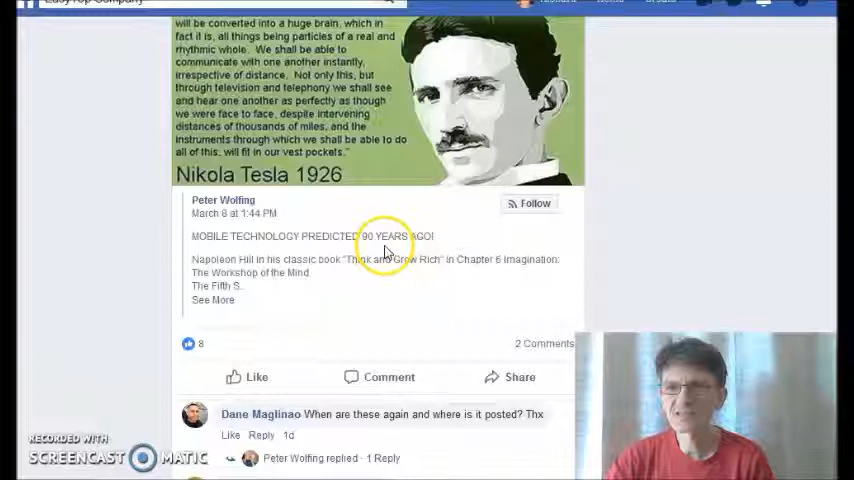 will be converted into a huge brain, which in
fact it is, all things being particles of a real and
rhythmic whole. We shall be able to
communicate with one another instantly,
irrespective of distance. Not only this, but
through television and telephony we shall see
and hear one another as perfectly as though
we were face to face, despite intervening
distances of thousands of miles; and the
instruments through which we shall be able to do
all of this, will fit in our vest pockets."
Nikola Tesla 1926
Peter Wolfing
March 8 at 1:44 PM
Follow
MOBILE TECHNOLOGY PREDICTED 90 YEARS AGO!
Napoleon Hill in his classic book "Think and Grow Rich" in Chapter 6 Imagination:
The Workshop of the Mind
The Fifth S..
See More
8
2 Comments
Like
Comment
Share
Dane Maglinao When are these again and where is it posted? Thx
Like Reply 1d
Peter Wolfing replied · 1 Reply
RECORDED WITH
SCREENCAST MATIC